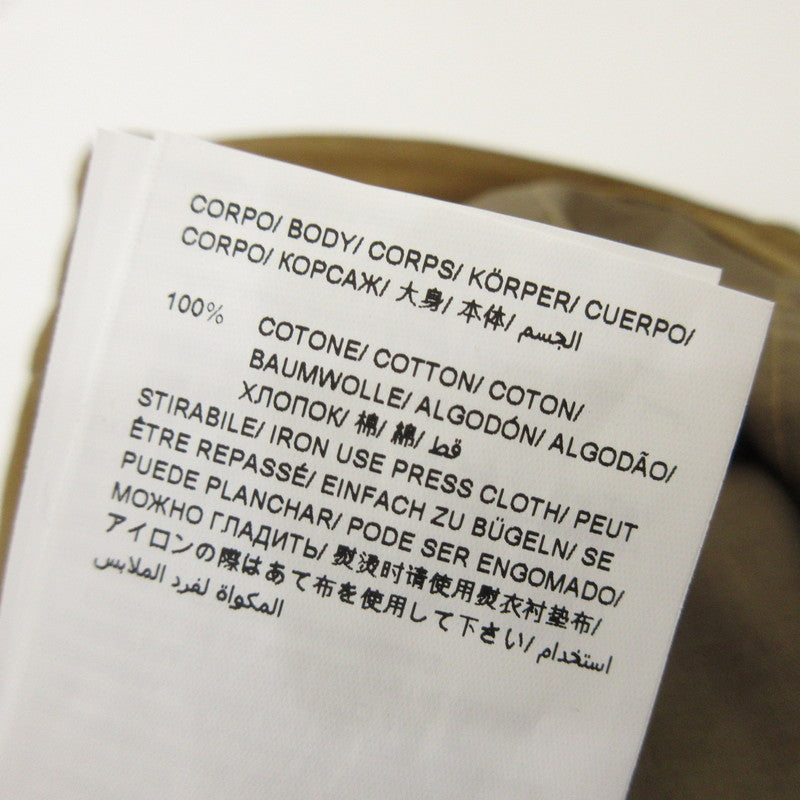 CORPO/ BODY/ CORPS/ KÖRPER/ CUERPO/
CORPO/ КОРСАЖ/ 大身/ 本体/ الجسم
100% COTONE/ COTTON/ COTON/
BAUMWOLLE/ ALGODÓN/ ALGODÃO/
ХЛОПОК/ 棉/ 綿/ قط
STIRABILE/ IRON USE PRESS CLOTH/ PEUT
ÊTRE REPASSÉ/ EINFACH ZU BÜGELN/ SE
PUEDE PLANCHAR/ PODE SER ENGOMADO/
МОЖНО ГЛАДИТЬ/ 熨烫时请使用熨衣衬垫布/
アイロンの際はあて布を使用して下さい/ استخدام
المكواة لفرد الملابس